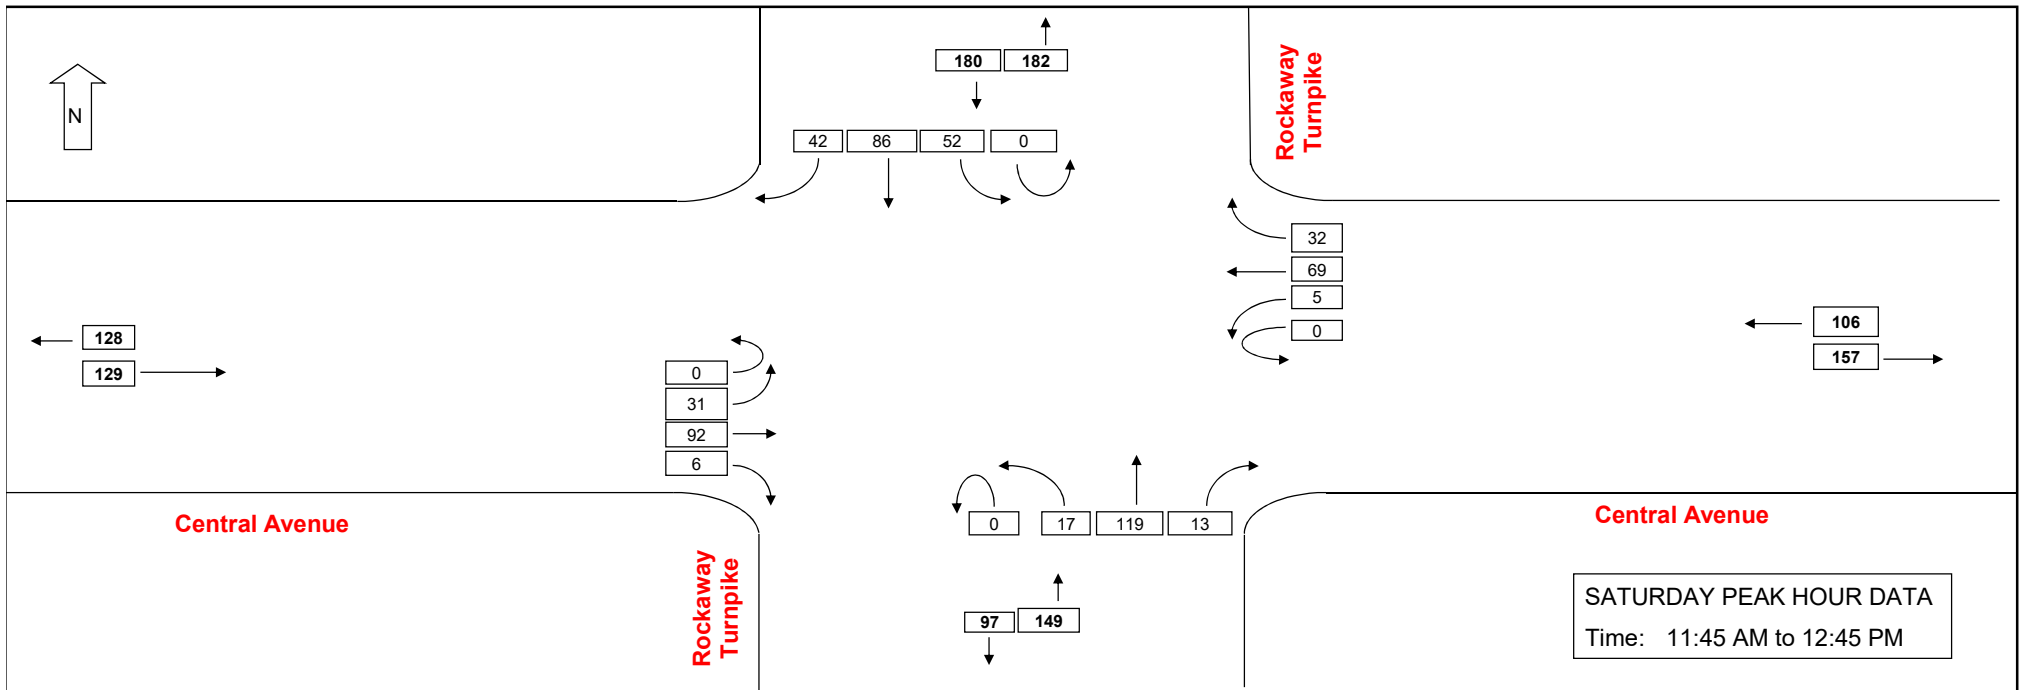 180 182
N
Rockaway
Turnpike
42 86 52 0
32
69
5
0
128
129
106
157
0
31
92
6
0 17 119 13
Central Avenue
Central Avenue
Rockaway
Turnpike
97 149
SATURDAY PEAK HOUR DATA
Time: 11:45 AM to 12:45 PM